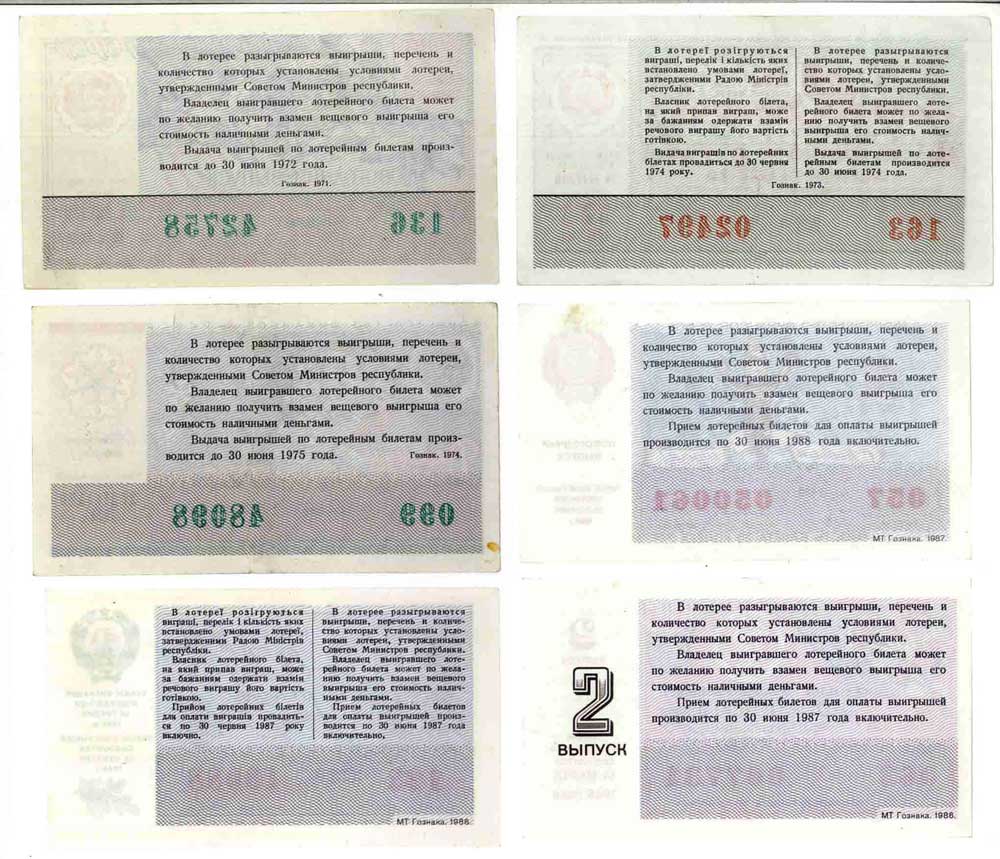 В лотерее разыгрываются выигрыши, перечень и
количество которых установлены условиями лотереи,
утвержденными Советом Министров республики.
Владелец выигравшего лотерейного билета может
по желанию получить взамен вещевого выигрыша его
стоимость наличными деньгами.
Выдача выигрышей по лотерейным билетам произ-
водится до 30 июня 1972 года.
Гознак. 1971.
42758 136
В лотереї розігруються
виграші, перелік і кількість яких
встановлено умовами лотереї,
затвердженими Радою Міністрів
республіки.
Власник лотерейного білета,
на який припав виграш, може
за бажанням одержати взамін
речового виграшу його вартість
готівкою.
Видача виграшів по лотерейних
білетах провадиться до 30 червня
1974 року.
В лотерее разыгрываются
выигрыши, перечень и количе-
ство которых установлены усло-
виями лотереи, утвержденными
Советом Министров республики.
Владелец выигравшего лоте-
рейного билета может по жела-
нию получить взамен вещевого
выигрыша его стоимость налич-
ными деньгами.
Выдача выигрышей по лоте-
рейным билетам производится
до 30 июня 1974 года.
Гознак. 1973.
02497 163
В лотерее разыгрываются выигрыши, перечень и
количество которых установлены условиями лотереи,
утвержденными Советом Министров республики.
Владелец выигравшего лотерейного билета может
по желанию получить взамен вещевого выигрыша его
стоимость наличными деньгами.
Выдача выигрышей по лотерейным билетам произ-
водится до 30 июня 1975 года. Гознак. 1974.
48098 099
В лотерее разыгрываются выигрыши, перечень и
количество которых установлены условиями лотереи,
утвержденными Советом Министров республики.
Владелец выигравшего лотерейного билета может
по желанию получить взамен вещевого выигрыша его
стоимость наличными деньгами.
Прием лотерейных билетов для оплаты выигрышей
производится по 30 июня 1988 года включительно.
050061 057
МТ Гознака. 1987.
В лотереї розігруються
виграші, перелік і кількість яких
встановлено умовами лотереї,
затвердженими Радою Міністрів
республіки.
Власник лотерейного білета,
на який припав виграш, може
за бажанням одержати взамін
речового виграшу його вартість
готівкою.
Прийом лотерейних білетів
для оплати виграшів провадить-
ся по 30 червня 1987 року
включно.
В лотерее разыгрываются
выигрыши, перечень и количе-
ство которых установлены усло-
виями лотереи, утвержденными
Советом Министров республики.
Владелец выигравшего лоте-
рейного билета может по жела-
нию получить взамен вещевого
выигрыша его стоимость налич-
ными деньгами.
Прием лотерейных билетов
для оплаты выигрышей произ-
водится по 30 июня 1987 года
включительно.
МТ Гознака. 1986.
2
ВЫПУСК
В лотерее разыгрываются выигрыши, перечень и
количество которых установлены условиями лотереи,
утвержденными Советом Министров республики.
Владелец выигравшего лотерейного билета может
по желанию получить взамен вещевого выигрыша его
стоимость наличными деньгами.
Прием лотерейных билетов для оплаты выигрышей
производится по 30 июня 1987 года включительно.
МТ Гознака. 1986.